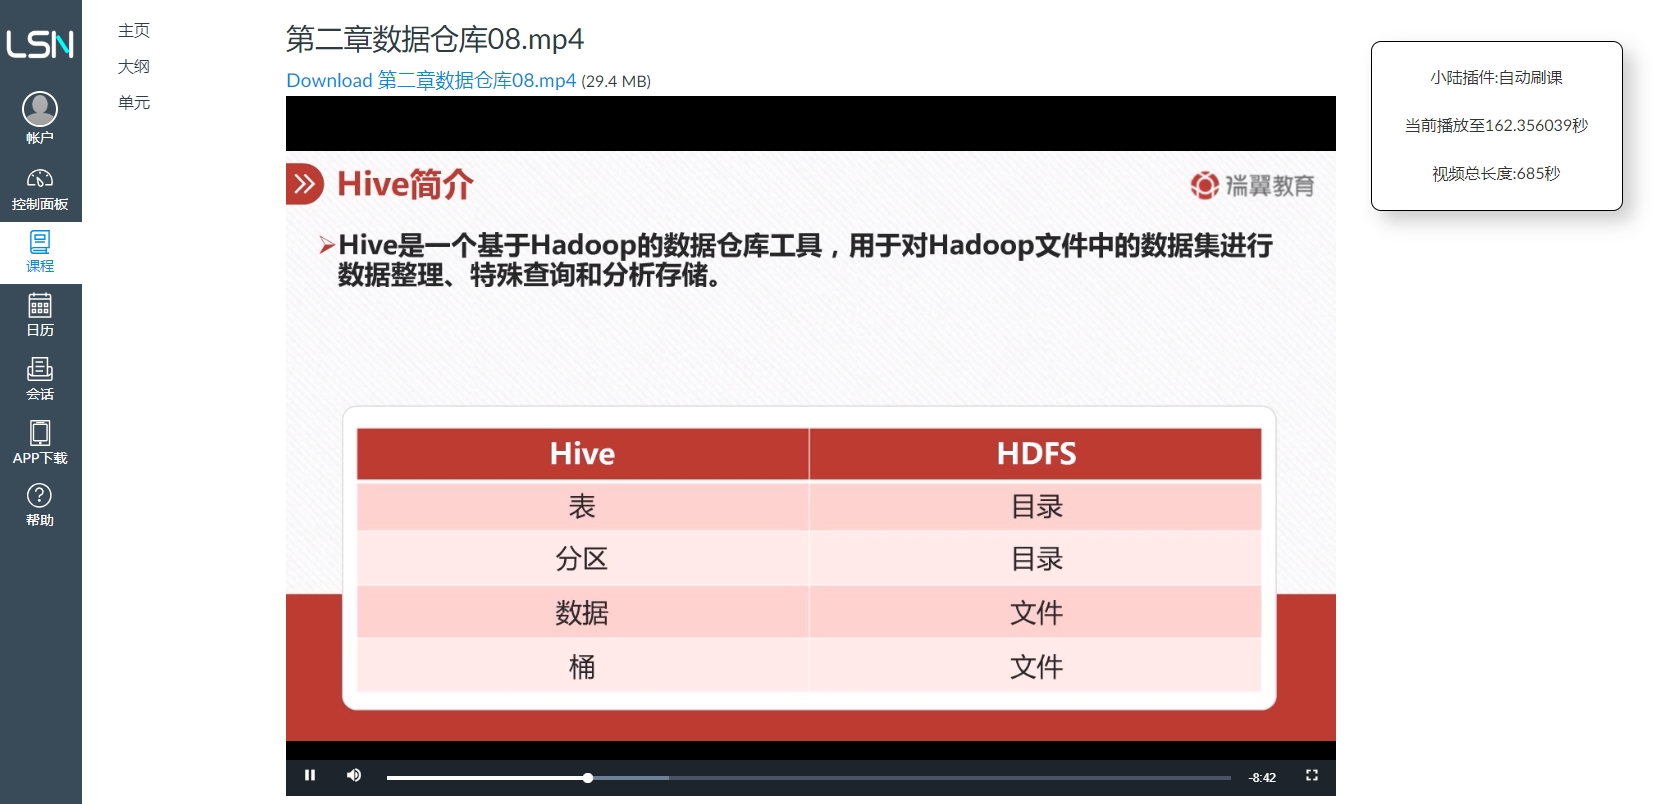 LSN
帐户
控制面板
课程
日历
会话
APP下载
帮助
主页
大纲
单元
第二章数据仓库08.mp4
Download 第二章数据仓库08.mp4 (29.4 MB)
Hive简介
瑞翼教育
➢Hive是一个基于Hadoop的数据仓库工具，用于对Hadoop文件中的数据集进行
数据整理、特殊查询和分析存储。
Hive HDFS
表 目录
分区 目录
数据 文件
桶 文件
-8:42
小陆插件:自动刷课
当前播放至162.356039秒
视频总长度:685秒